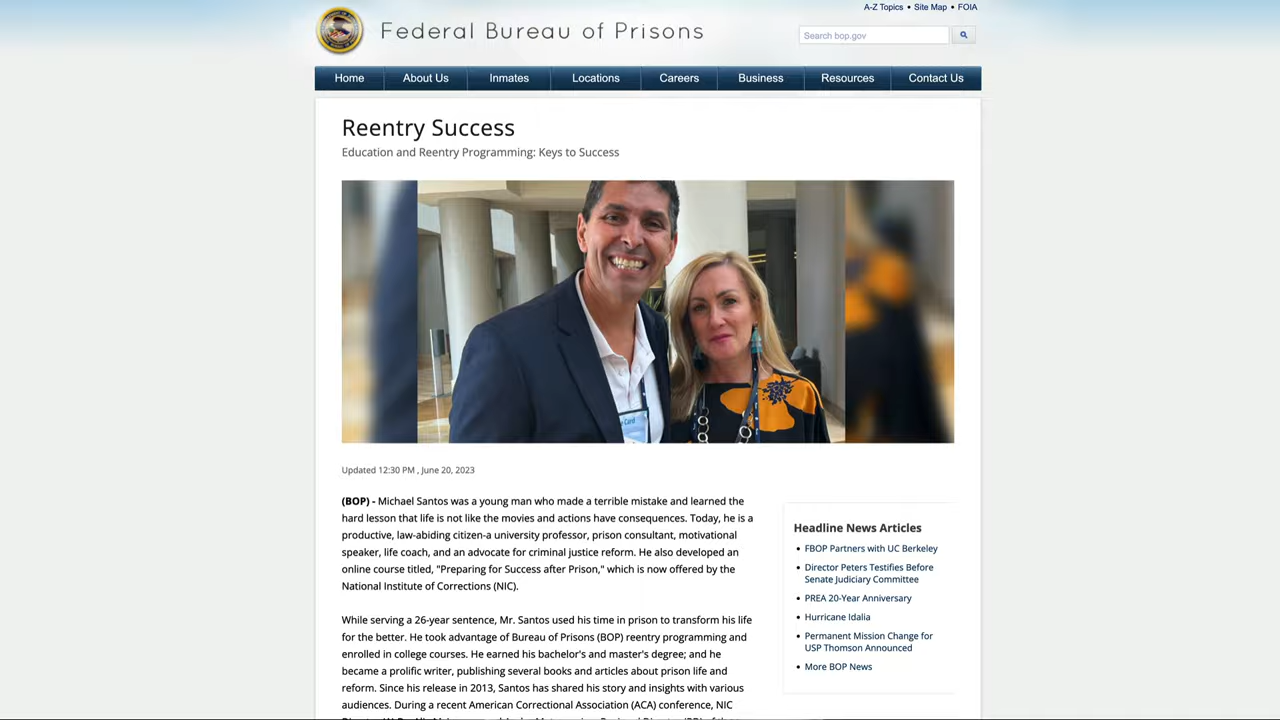 A-Z Topics • Site Map • FOIA
Federal Bureau of Prisons
Search bop.gov
Home About Us Inmates Locations Careers Business Resources Contact Us
Reentry Success
Education and Reentry Programming: Keys to Success
Updated 12:30 PM , June 20, 2023
(BOP) - Michael Santos was a young man who made a terrible mistake and learned the
hard lesson that life is not like the movies and actions have consequences. Today, he is a
productive, law-abiding citizen-a university professor, prison consultant, motivational
speaker, life coach, and an advocate for criminal justice reform. He also developed an
online course titled, "Preparing for Success after Prison," which is now offered by the
National Institute of Corrections (NIC).
While serving a 26-year sentence, Mr. Santos used his time in prison to transform his life
for the better. He took advantage of Bureau of Prisons (BOP) reentry programming and
enrolled in college courses. He earned his bachelor's and master's degree; and he
became a prolific writer, publishing several books and articles about prison life and
reform. Since his release in 2013, Santos has shared his story and insights with various
audiences. During a recent American Correctional Association (ACA) conference, NIC
Headline News Articles
• FBOP Partners with UC Berkeley
• Director Peters Testifies Before
Senate Judiciary Committee
• PREA 20-Year Anniversary
• Hurricane Idalia
• Permanent Mission Change for
USP Thomson Announced
• More BOP News